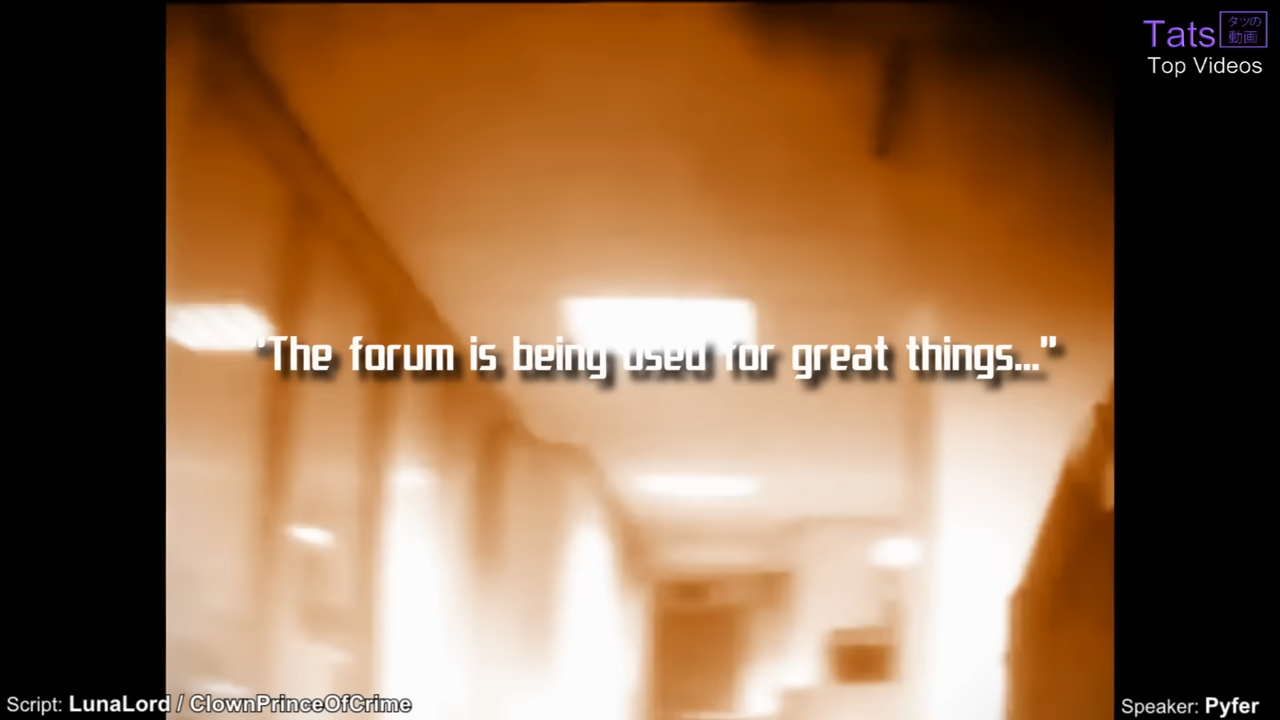 Tats
タツの
動画
Top Videos
"The forum is being used for great things..."
Script: LunaLord / ClownPrinceOfCrime
Speaker: Pyfer